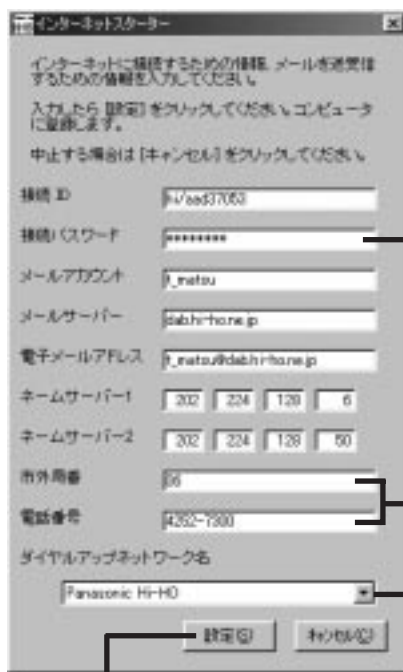 インターネットスターター
インターネットに接続するための情報、メールを送受信
するための情報を入力してください。
入力したら [設定] をクリックしてください。コンピュータ
に登録します。
中止する場合は [キャンセル] をクリックしてください。
接続 ID hi/aad37053
接続パスワード ********
メールアカウント t_matsu
メールサーバー dab.hi-ho.ne.jp
電子メールアドレス t_matsu@dab.hi-ho.ne.jp
ネームサーバー1 202 224 128 6
ネームサーバー2 202 224 128 50
市外局番 06
電話番号 4252-7300
ダイヤルアップネットワーク名
Panasonic Hi-HO
設定(S) キャンセル(C)